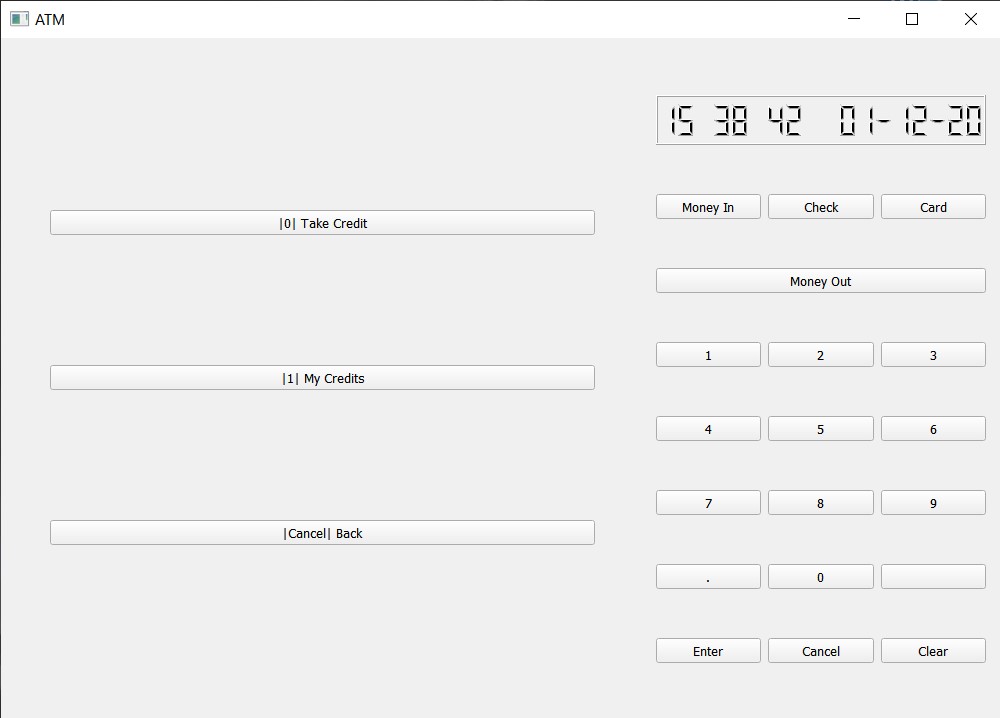 ATM
15 38 42 01-12-20
Money In Check Card
|0| Take Credit
Money Out
1 2 3
|1| My Credits
4 5 6
7 8 9
|Cancel| Back
. 0
Enter Cancel Clear